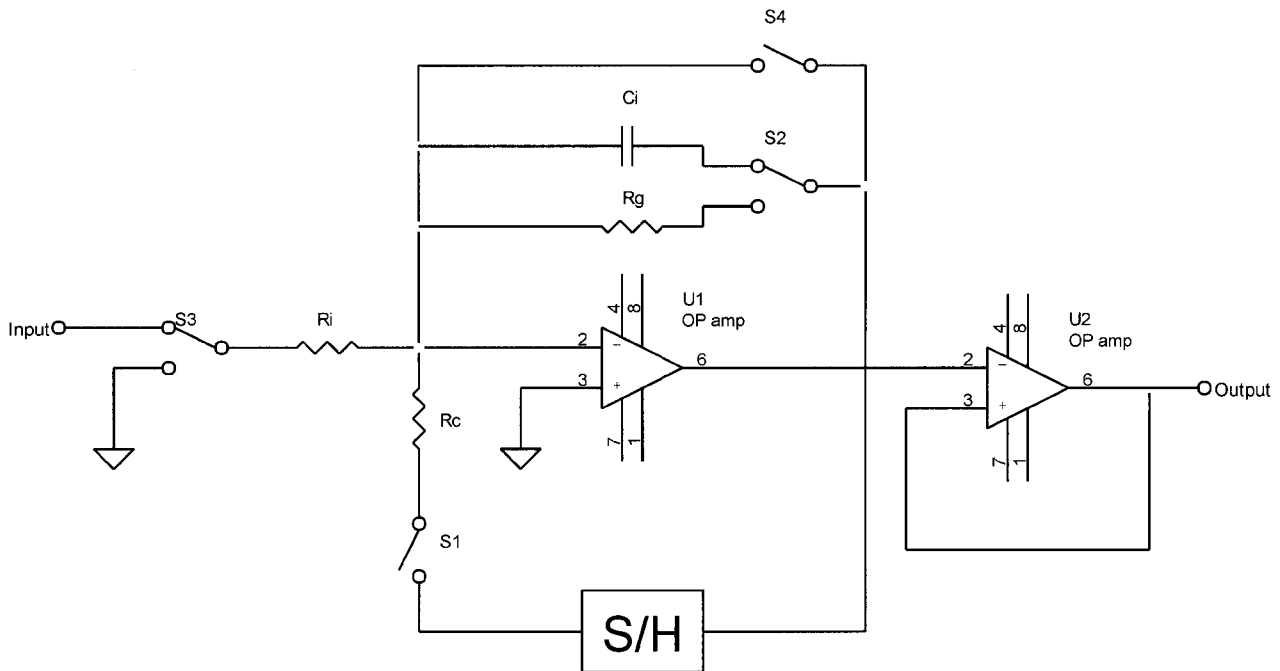 S4
Ci
S2
Rg
U1
OP amp
4 8
U2
OP amp
4 8
Input
S3
Ri
2
−
3
+
6
7 1
2
−
3
+
6
Output
7 1
Rc
S1
S/H